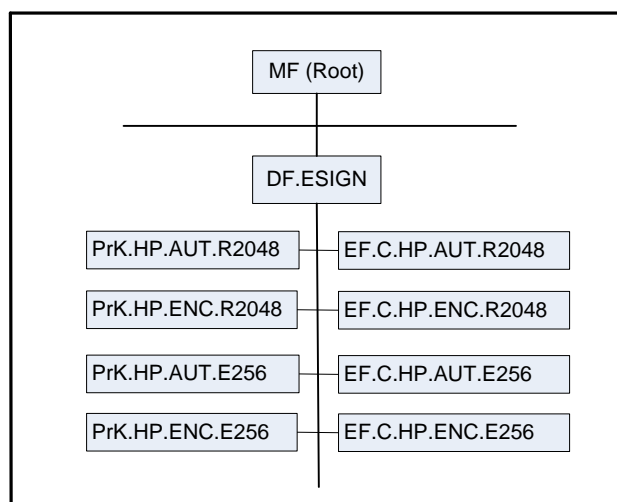 MF (Root)
DF.ESIGN
PrK.HP.AUT.R2048 EF.C.HP.AUT.R2048
PrK.HP.ENC.R2048 EF.C.HP.ENC.R2048
PrK.HP.AUT.E256 EF.C.HP.AUT.E256
PrK.HP.ENC.E256 EF.C.HP.ENC.E256